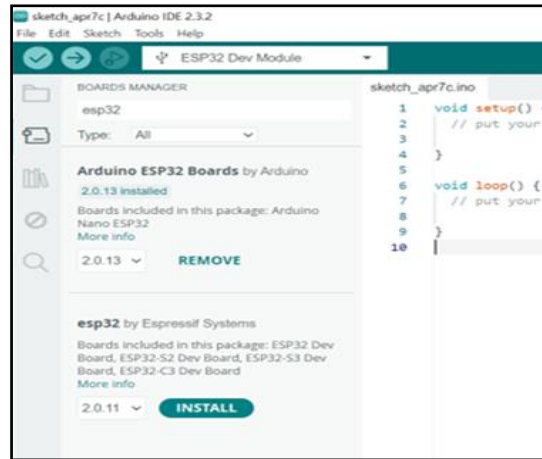 sketch_apr7c | Arduino IDE 2.3.2
File Edit Sketch Tools Help
ESP32 Dev Module
BOARDS MANAGER
esp32
Type: All
Arduino ESP32 Boards by Arduino
2.0.13 installed
Boards included in this package: Arduino
Nano ESP32
More info
2.0.13 REMOVE
esp32 by Espressif Systems
Boards included in this package: ESP32 Dev
Board, ESP32-S2 Dev Board, ESP32-S3 Dev
Board, ESP32-C3 Dev Board
More info
2.0.11 INSTALL
sketch_apr7c.ino
1 void setup() {
2 // put your
3
4 }
5
6 void loop() {
7 // put your
8
9 }
10